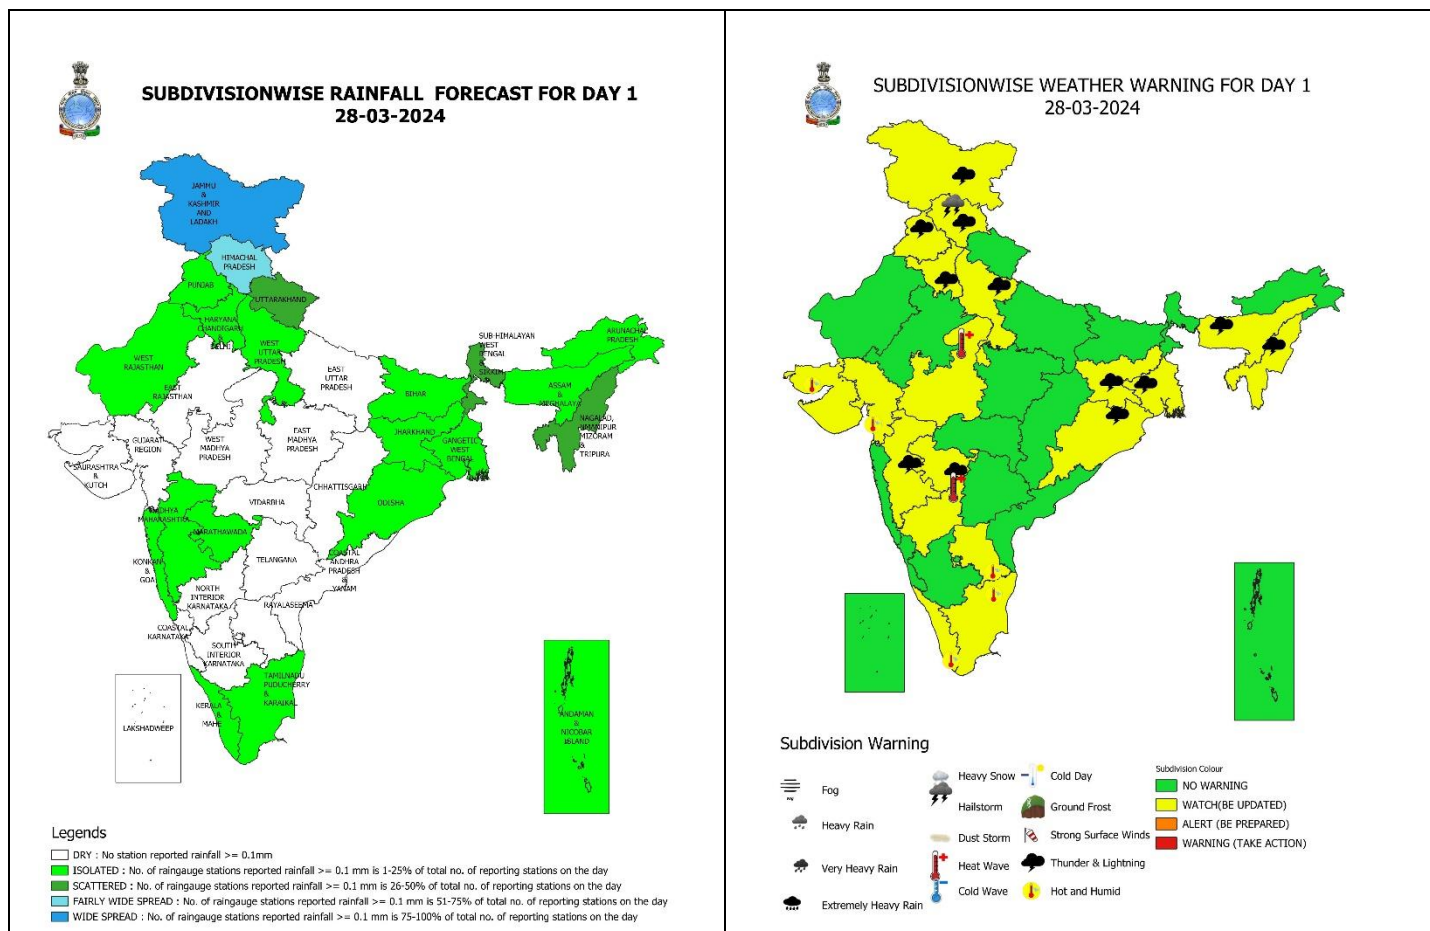 SUBDIVISIONWISE RAINFALL FORECAST FOR DAY 1
28-03-2024
JAMMU
&
KASHMIR
AND
LADAKH
HIMACHAL
PRADESH
PUNJAB
UTTARAKHAND
HARYANA
CHANDIGARH
&
DELHI
WEST
UTTAR
PRADESH
WEST
RAJASTHAN
EAST
RAJASTHAN
EAST
UTTAR
PRADESH
SUB-HIMALAYAN
WEST
BENGAL
&
SIKKIM
ARUNACHAL
PRADESH
ASSAM
&
MEGHALAYA
NAGALAD,
MANIPUR
MIZORAM
&
TRIPURA
BIHAR
JHARKHAND
GANGETIC
WEST
BENGAL
GUJARAT
REGION
WEST
MADHYA
PRADESH
EAST
MADHYA
PRADESH
SAURASHTRA
&
KUTCH
CHHATTISGARH
VIDARBHA
ODISHA
MADHYA
MAHARASHTRA
MARATHAWADA
KONKAN
&
GOA
TELANGANA
COASTAL
ANDHRA
PRADESH
&
YANAM
NORTH
INTERIOR
KARNATAKA
RAYALASEEMA
COASTAL
KARNATAKA
SOUTH
INTERIOR
KARNATAKA
TAMILNADU
PUDUCHERRY
&
KARAIKAL
KERALA
&
MAHE
LAKSHADWEEP
ANDAMAN
&
NICOBAR
ISLAND
Legends
DRY : No station reported rainfall >= 0.1mm
ISOLATED : No. of raingauge stations reported rainfall >= 0.1 mm is 1-25% of total no. of reporting stations on the day
SCATTERED : No. of raingauge stations reported rainfall >= 0.1 mm is 26-50% of total no. of reporting stations on the day
FAIRLY WIDE SPREAD : No. of raingauge stations reported rainfall >= 0.1 mm is 51-75% of total no. of reporting stations on the day
WIDE SPREAD : No. of raingauge stations reported rainfall >= 0.1 mm is 75-100% of total no. of reporting stations on the day
SUBDIVISIONWISE WEATHER WARNING FOR DAY 1
28-03-2024
Subdivision Warning
Fog
Heavy Rain
Very Heavy Rain
Extremely Heavy Rain
Heavy Snow
Hailstorm
Dust Storm
Heat Wave
Cold Wave
Cold Day
Ground Frost
Strong Surface Winds
Thunder & Lightning
Hot and Humid
Subdivision Colour
NO WARNING
WATCH(BE UPDATED)
ALERT (BE PREPARED)
WARNING (TAKE ACTION)